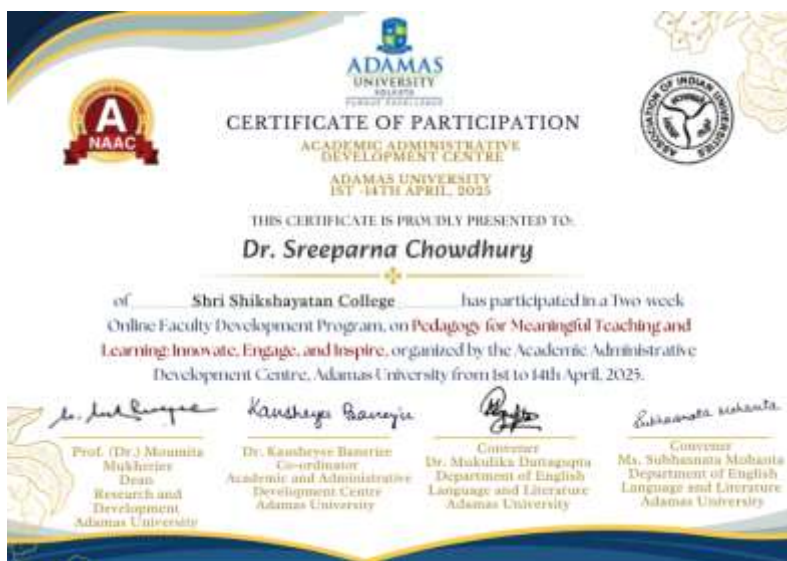 ADAMAS
UNIVERSITY
KOLKATA
PURSUE EXCELLENCE
A
NAAC
ASSOCIATION OF INDIAN UNIVERSITIES
CERTIFICATE OF PARTICIPATION
ACADEMIC ADMINISTRATIVE
DEVELOPMENT CENTRE
ADAMAS UNIVERSITY
1ST -14TH APRIL, 2025
THIS CERTIFICATE IS PROUDLY PRESENTED TO:
Dr. Sreeparna Chowdhury
of Shri Shikshayatan College has participated in a Two-week
Online Faculty Development Program, on Pedagogy for Meaningful Teaching and
Learning: Innovate, Engage, and Inspire, organized by the Academic Administrative
Development Centre, Adamas University from 1st to 14th April, 2025.
Kausheyee Banerjee
Subhannata Mohanta
Prof. (Dr.) Moumita
Mukherjee
Dean
Research and
Development
Adamas University
Dr. Kausheyee Banerjee
Co-ordinator
Academic and Administrative
Development Centre
Adamas University
Convener
Dr. Mukulika Dattagupta
Department of English
Language and Literature
Adamas University
Convener
Ms. Subhannata Mohanta
Department of English
Language and Literature
Adamas University